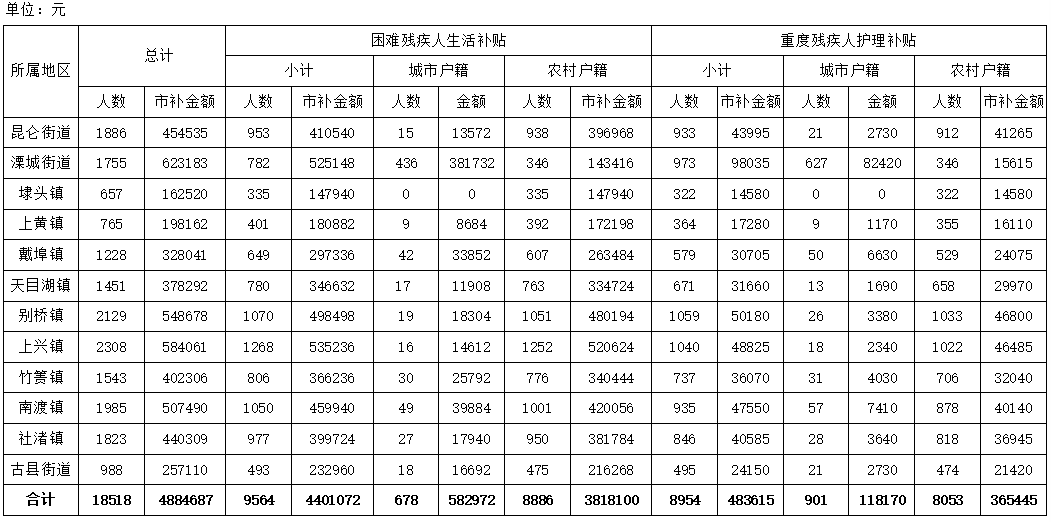 单位：元
所属地区 总计 困难残疾人生活补贴 重度残疾人护理补贴
小计 城市户籍 农村户籍 小计 城市户籍 农村户籍
人数 市补金额 人数 市补金额 人数 金额 人数 市补金额 人数 市补金额 人数 金额 人数 市补金额
昆仑街道 1886 454535 953 410540 15 13572 938 396968 933 43995 21 2730 912 41265
溧城街道 1755 623183 782 525148 436 381732 346 143416 973 98035 627 82420 346 15615
埭头镇 657 162520 335 147940 0 0 335 147940 322 14580 0 0 322 14580
上黄镇 765 198162 401 180882 9 8684 392 172198 364 17280 9 1170 355 16110
戴埠镇 1228 328041 649 297336 42 33852 607 263484 579 30705 50 6630 529 24075
天目湖镇 1451 378292 780 346632 17 11908 763 334724 671 31660 13 1690 658 29970
别桥镇 2129 548678 1070 498498 19 18304 1051 480194 1059 50180 26 3380 1033 46800
上兴镇 2308 584061 1268 535236 16 14612 1252 520624 1040 48825 18 2340 1022 46485
竹箦镇 1543 402306 806 366236 30 25792 776 340444 737 36070 31 4030 706 32040
南渡镇 1985 507490 1050 459940 49 39884 1001 420056 935 47550 57 7410 878 40140
社渚镇 1823 440309 977 399724 27 17940 950 381784 846 40585 28 3640 818 36945
古县街道 988 257110 493 232960 18 16692 475 216268 495 24150 21 2730 474 21420
合计 18518 4884687 9564 4401072 678 582972 8886 3818100 8954 483615 901 118170 8053 365445